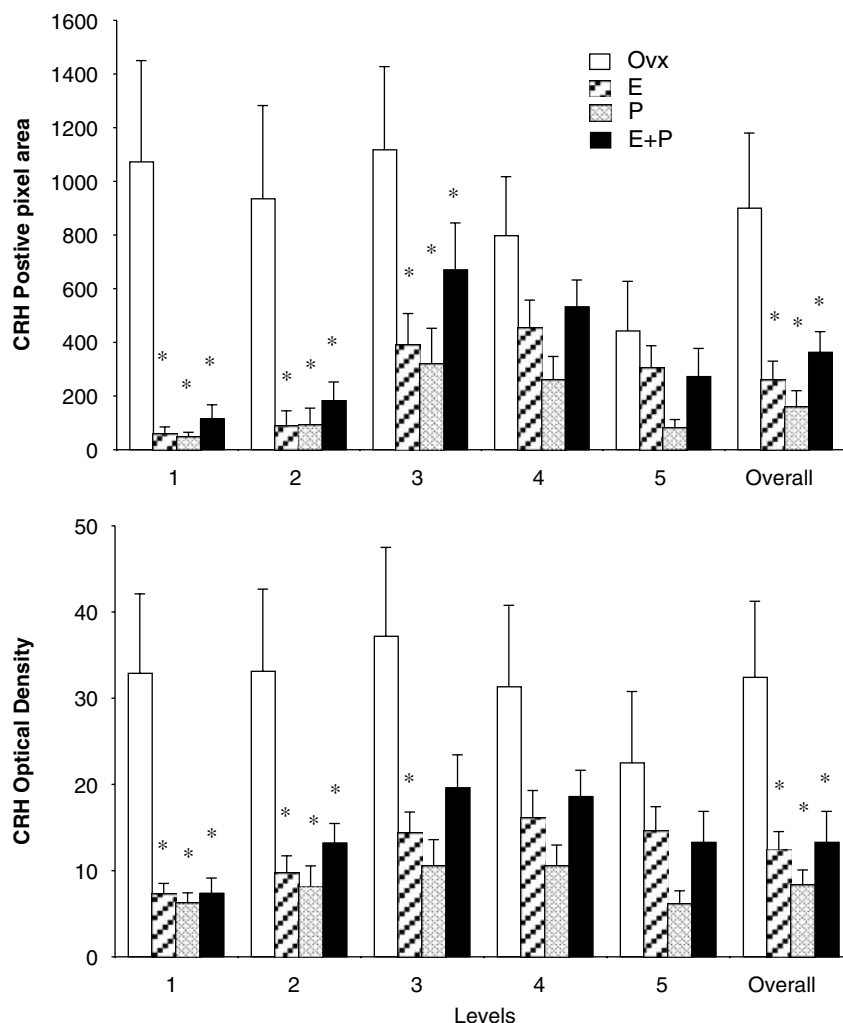 CRH Postive pixel area
1600
1400
1200
1000
800
600
400
200
0
Ovx
E
P
E+P
* * *
* * *
* * *
* * *
1 2 3 4 5 Overall
CRH Optical Density
50
40
30
20
10
0
* * *
* * *
*
* * *
1 2 3 4 5 Overall
Levels